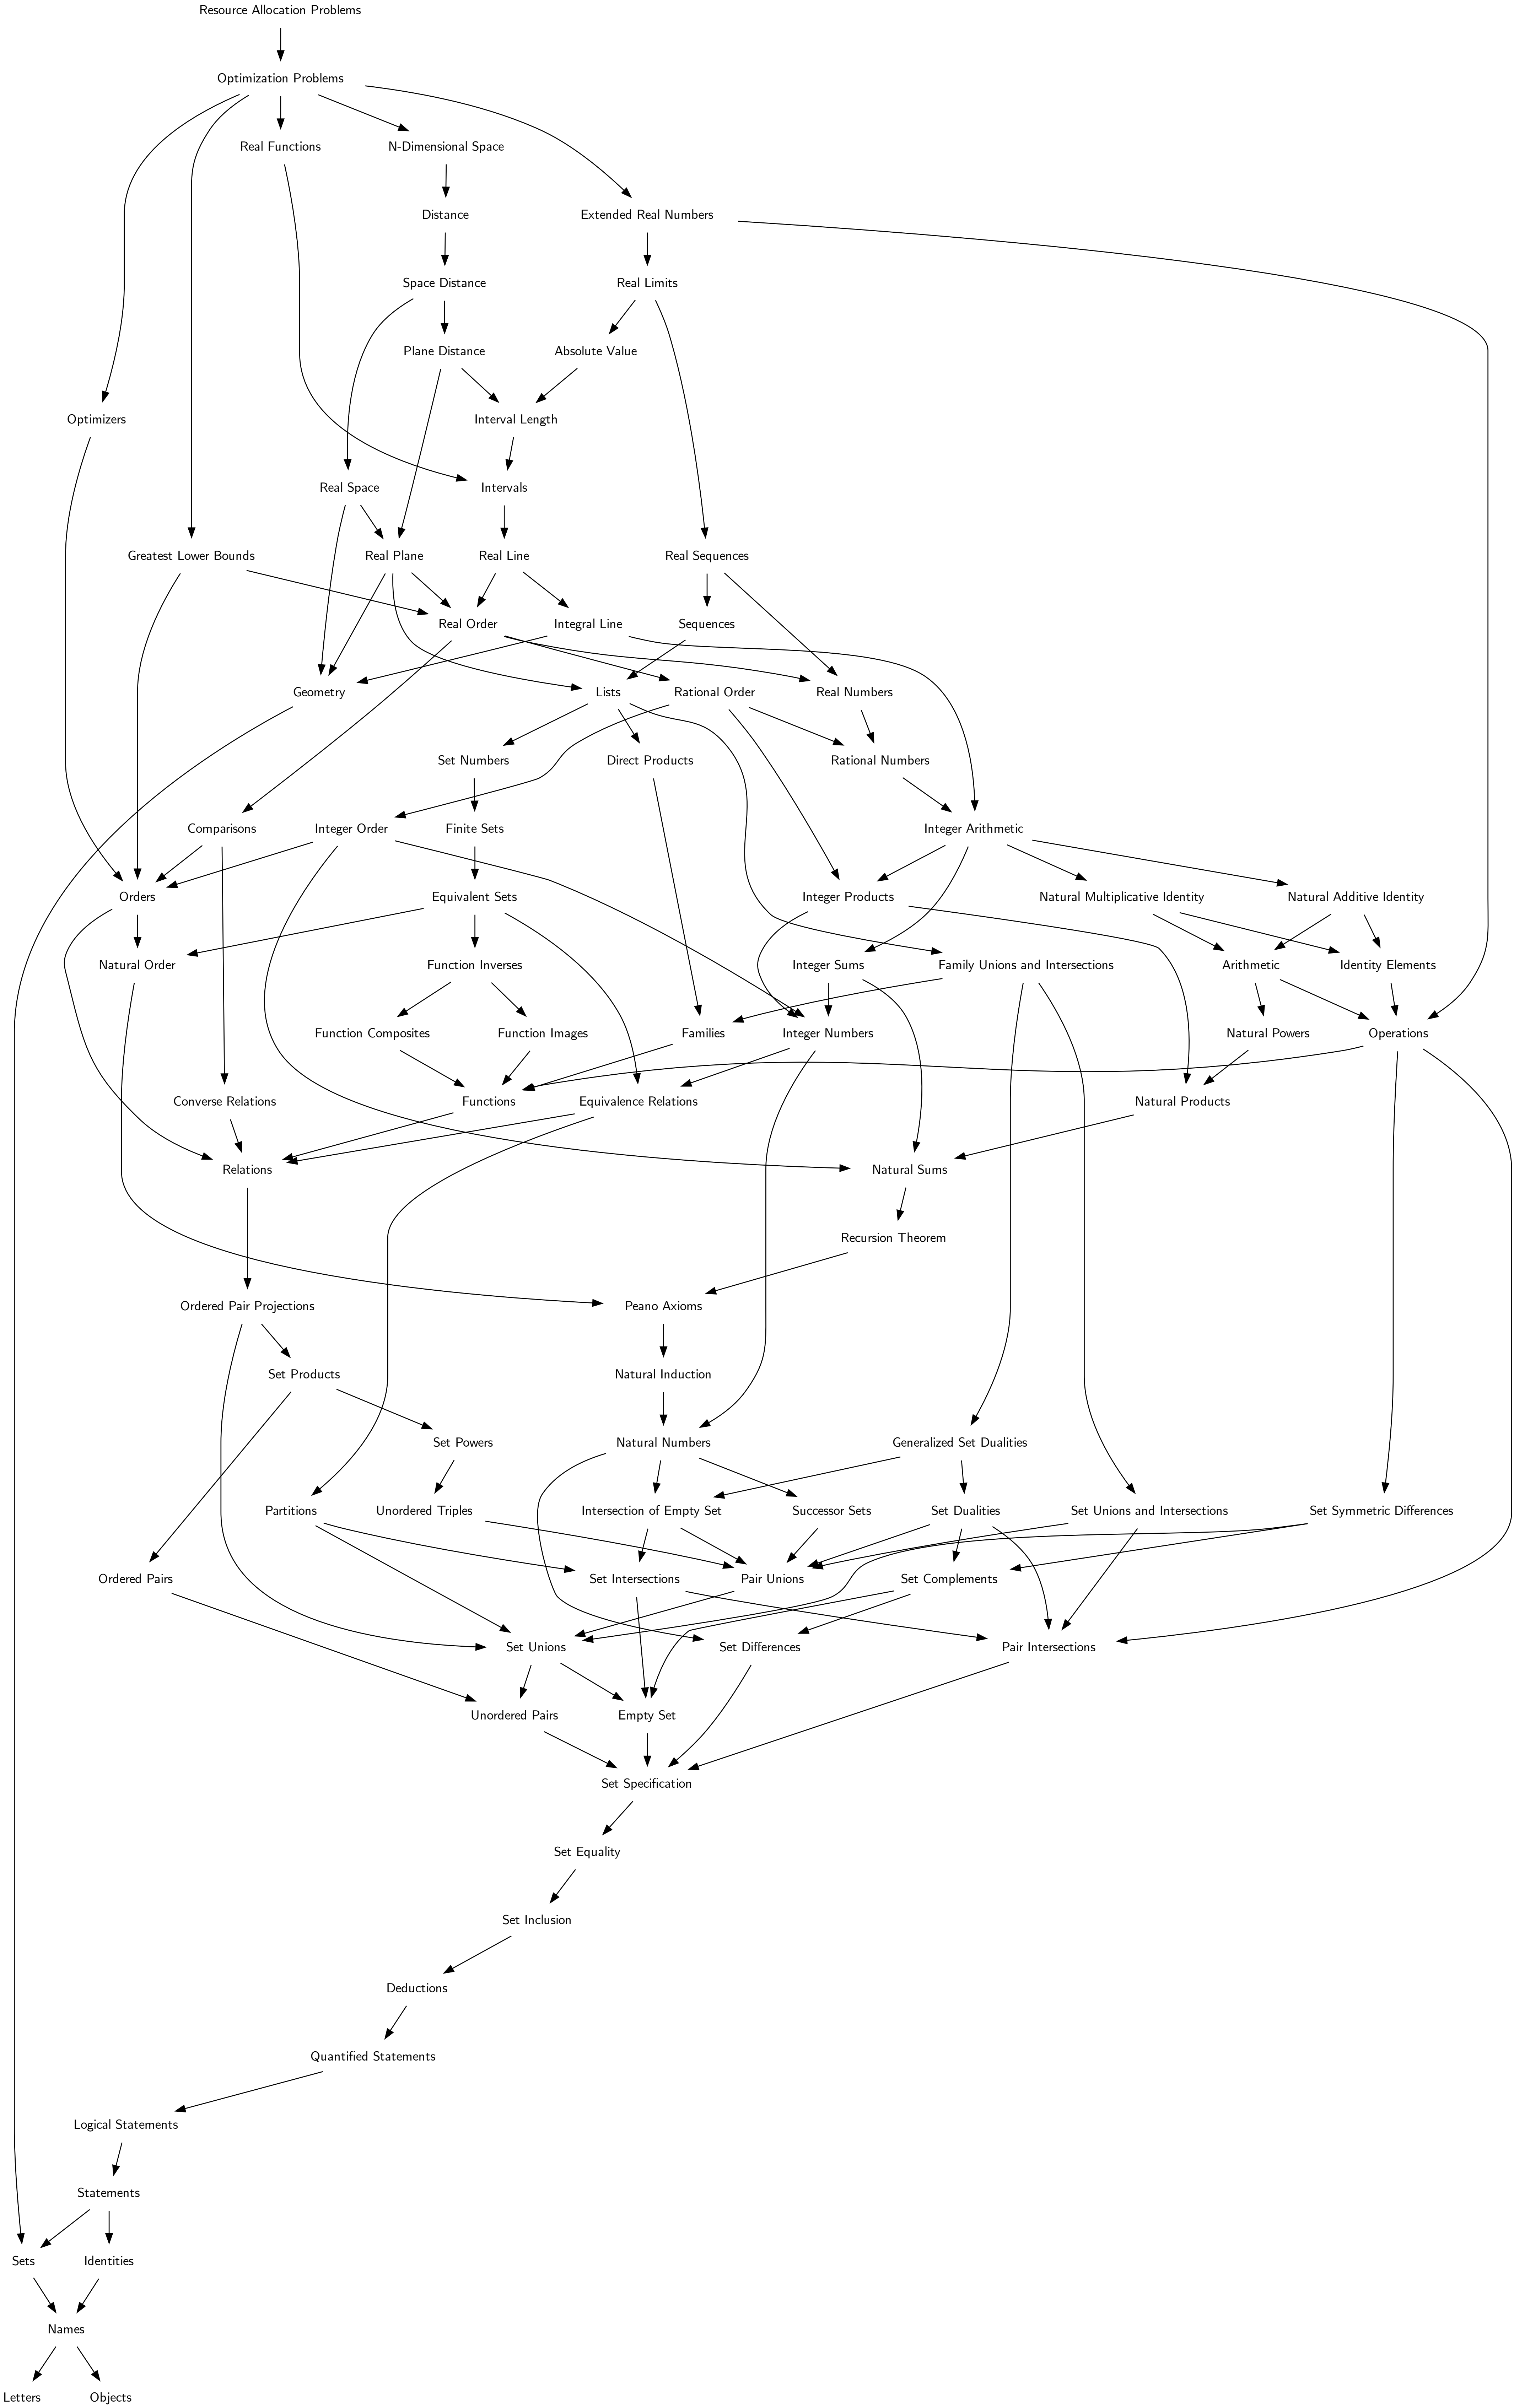 Resource Allocation Problems
Optimization Problems
Real Functions
N-Dimensional Space
Distance
Extended Real Numbers
Space Distance
Real Limits
Plane Distance
Absolute Value
Optimizers
Interval Length
Real Space
Intervals
Greatest Lower Bounds
Real Plane
Real Line
Real Sequences
Real Order
Integral Line
Sequences
Geometry
Lists
Rational Order
Real Numbers
Set Numbers
Direct Products
Rational Numbers
Comparisons
Integer Order
Finite Sets
Integer Arithmetic
Orders
Equivalent Sets
Integer Products
Natural Multiplicative Identity
Natural Additive Identity
Natural Order
Function Inverses
Integer Sums
Family Unions and Intersections
Arithmetic
Identity Elements
Function Composites
Function Images
Families
Integer Numbers
Natural Powers
Operations
Converse Relations
Functions
Equivalence Relations
Natural Products
Relations
Natural Sums
Recursion Theorem
Ordered Pair Projections
Peano Axioms
Set Products
Natural Induction
Set Powers
Natural Numbers
Generalized Set Dualities
Partitions
Unordered Triples
Intersection of Empty Set
Successor Sets
Set Dualities
Set Unions and Intersections
Set Symmetric Differences
Ordered Pairs
Set Intersections
Pair Unions
Set Complements
Set Unions
Set Differences
Pair Intersections
Unordered Pairs
Empty Set
Set Specification
Set Equality
Set Inclusion
Deductions
Quantified Statements
Logical Statements
Statements
Sets
Identities
Names
Letters
Objects